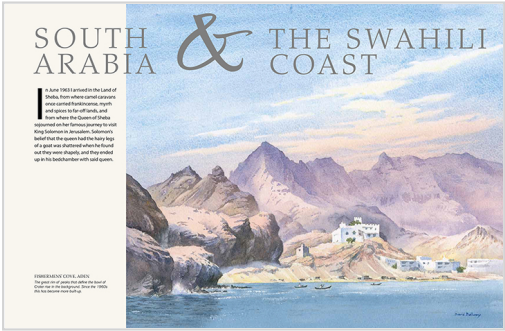 SOUTH
ARABIA
&
THE SWAHILI
COAST
In June 1963 I arrived in the Land of
Sheba, from where camel caravans
once carried frankincense, myrrh
and spices to far-off lands, and
from where the Queen of Sheba
sojourned on her famous journey to visit
King Solomon in Jerusalem. Solomon's
belief that the queen had the hairy legs
of a goat was shattered when he found
out they were shapely, and they ended
up in his bedchamber with said queen.
FISHERMENS' COVE, ADEN
The great rim of peaks that define the bowl of
Crater rise in the background. Since the 1960s
this has become more built-up.